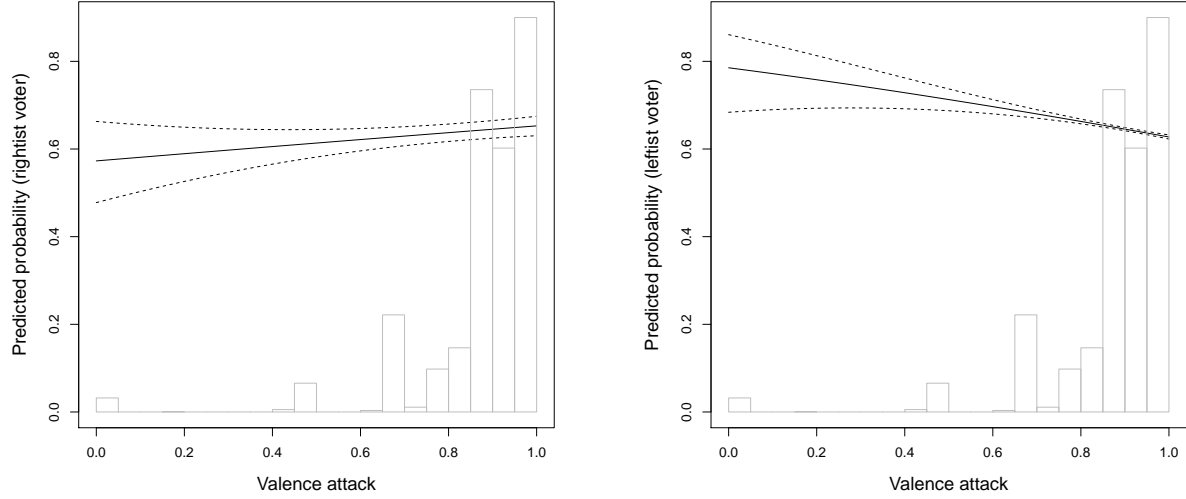 Predicted probability (rightist voter)
0.8
0.6
0.4
0.2
0.0
0.0 0.2 0.4 0.6 0.8 1.0
Valence attack
Predicted probability (leftist voter)
0.8
0.6
0.4
0.2
0.0
0.0 0.2 0.4 0.6 0.8 1.0
Valence attack